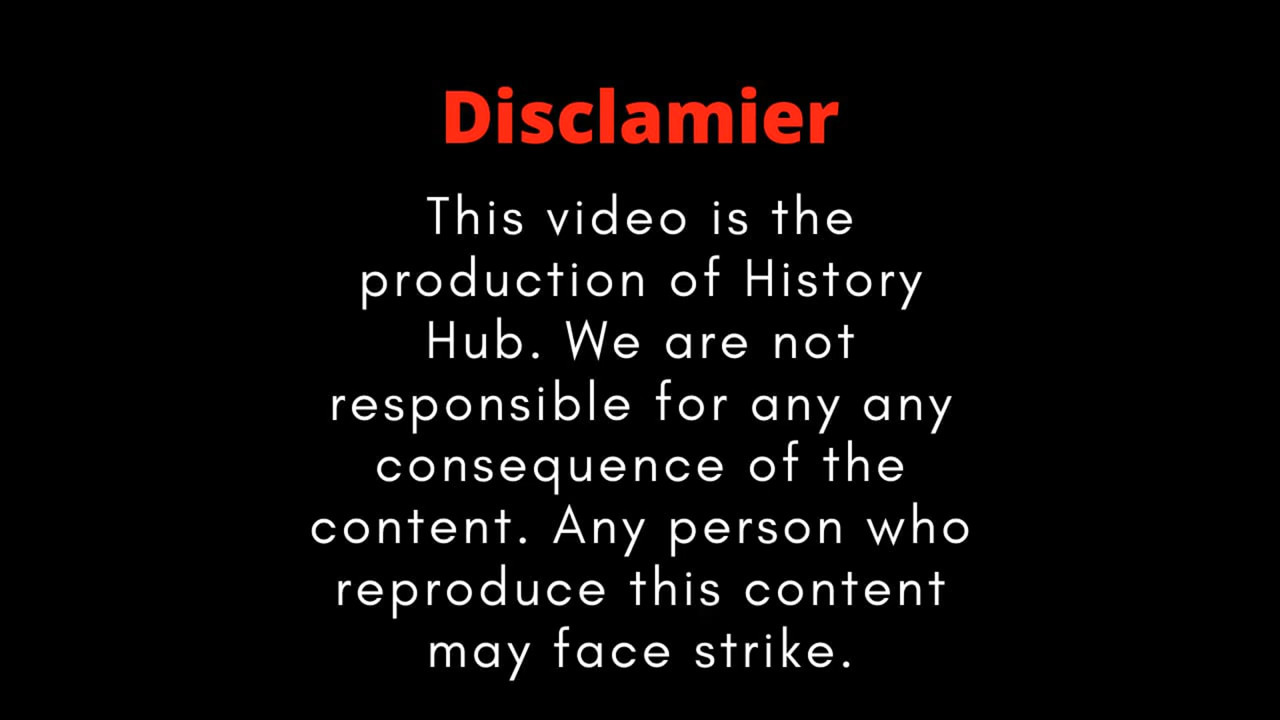 Disclamier
This video is the
production of History
Hub. We are not
responsible for any any
consequence of the
content. Any person who
reproduce this content
may face strike.